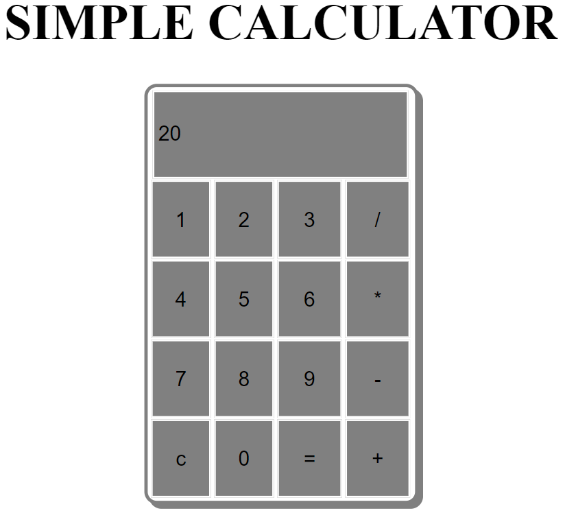 SIMPLE CALCULATOR
20
1 2 3 /
4 5 6 *
7 8 9 -
c 0 = +